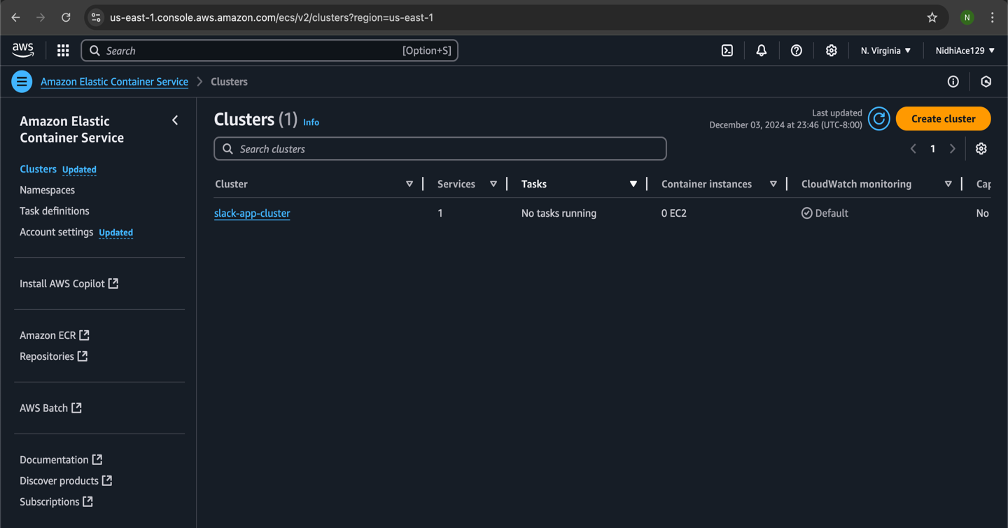 us-east-1.console.aws.amazon.com/ecs/v2/clusters?region=us-east-1
N
aws
Search
[Option+S]
N. Virginia
NidhiAce129
Amazon Elastic Container Service
Clusters
Amazon Elastic
Container Service
Clusters Updated
Namespaces
Task definitions
Account settings Updated
Install AWS Copilot
Amazon ECR
Repositories
AWS Batch
Documentation
Discover products
Subscriptions
Clusters (1) Info
Last updated
December 03, 2024 at 23:46 (UTC-8:00)
Create cluster
Search clusters
1
Cluster Services Tasks Container instances CloudWatch monitoring Cap
slack-app-cluster 1 No tasks running 0 EC2 Default No